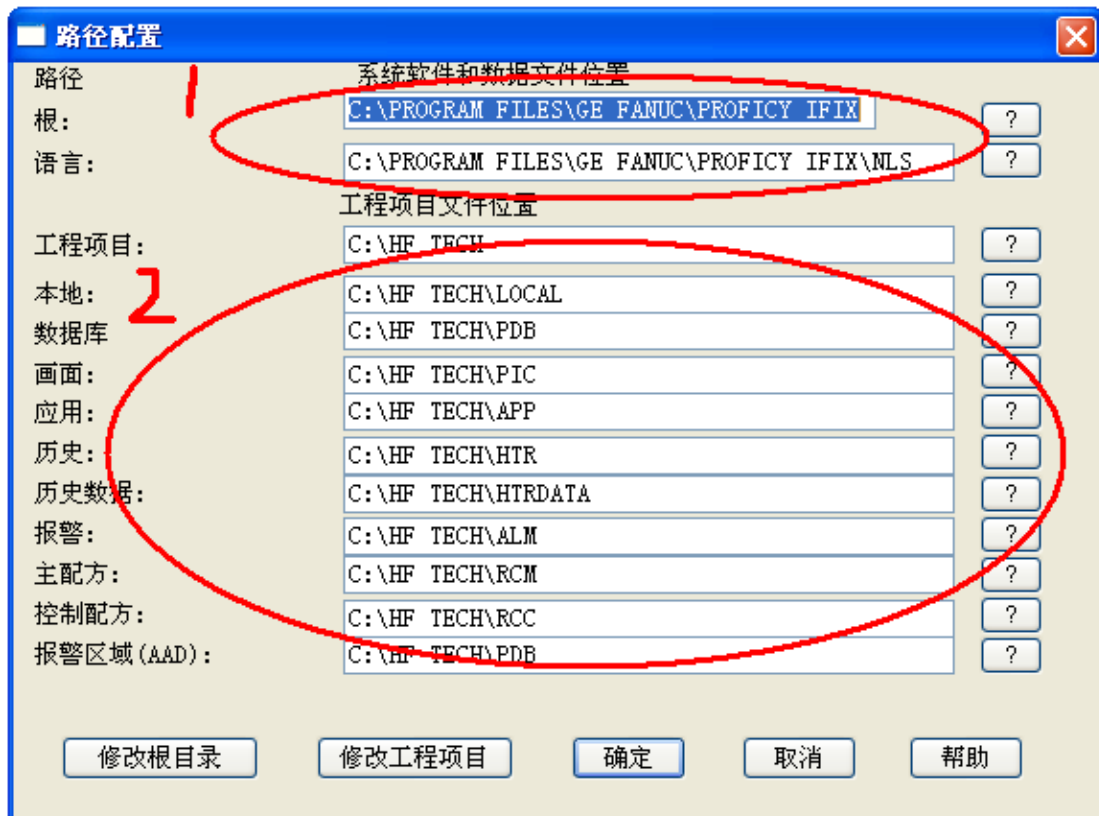 路径配置
路径 系统软件和数据文件位置
1
根: C:\PROGRAM FILES\GE FANUC\PROFICY IFIX ?
语言: C:\PROGRAM FILES\GE FANUC\PROFICY IFIX\NLS ?
工程项目文件位置
工程项目: C:\HF TECH ?
2
本地: C:\HF TECH\LOCAL ?
数据库 C:\HF TECH\PDB ?
画面: C:\HF TECH\PIC ?
应用: C:\HF TECH\APP ?
历史: C:\HF TECH\HTR ?
历史数据: C:\HF TECH\HTRDATA ?
报警: C:\HF TECH\ALM ?
主配方: C:\HF TECH\RCM ?
控制配方: C:\HF TECH\RCC ?
报警区域(AAD): C:\HF TECH\PDB ?
修改根目录 修改工程项目 确定 取消 帮助